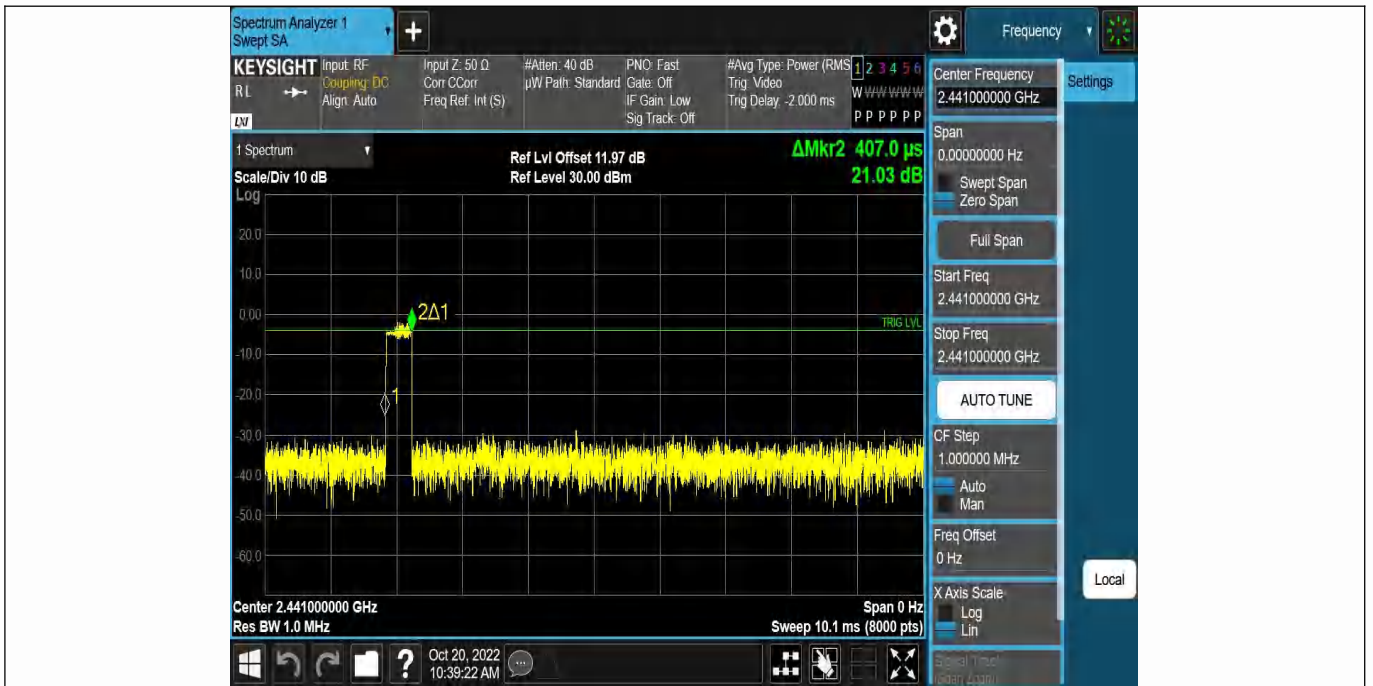 Spectrum Analyzer 1
Swept SA
Frequency
KEYSIGHT
RL
LXI
Input: RF
Coupling: DC
Align: Auto
Input Z: 50 Ω
Corr CCorr
Freq Ref: Int (S)
#Atten: 40 dB
µW Path: Standard
PNO: Fast
Gate: Off
IF Gain: Low
Sig Track: Off
#Avg Type: Power (RMS
Trig: Video
Trig Delay: -2.000 ms
1 2 3 4 5 6
W W W W W W
P P P P P P
1 Spectrum
Scale/Div 10 dB
Log
Ref Lvl Offset 11.97 dB
Ref Level 30.00 dBm
ΔMkr2 407.0 µs
21.03 dB
20.0
10.0
0.00
-10.0
-20.0
-30.0
-40.0
-50.0
-60.0
2Δ1
1
TRIG LVL
Center 2.441000000 GHz
Res BW 1.0 MHz
Span 0 Hz
Sweep 10.1 ms (8000 pts)
Oct 20, 2022
10:39:22 AM
Center Frequency
2.441000000 GHz
Span
0.00000000 Hz
Swept Span
Zero Span
Full Span
Start Freq
2.441000000 GHz
Stop Freq
2.441000000 GHz
AUTO TUNE
CF Step
1.000000 MHz
Auto
Man
Freq Offset
0 Hz
X Axis Scale
Log
Lin
Signal Track
(Span Zoom)
Settings
Local